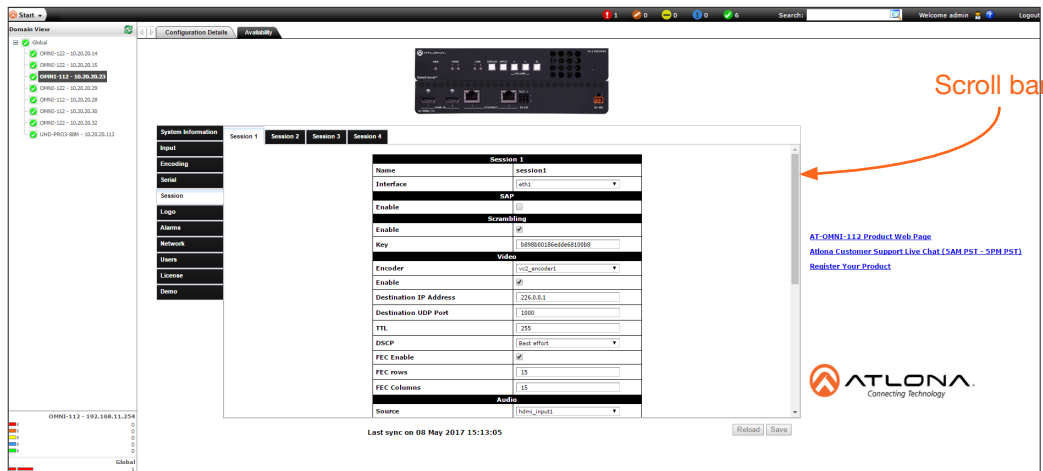 Start
1 0 0 0 6 Search: Welcome admin Logout
Domain View
Configuration Details Availability
Global
OMNI-122 - 10.20.20.14
OMNI-122 - 10.20.20.15
OMNI-112 - 10.20.20.23
OMNI-122 - 10.20.20.29
OMNI-112 - 10.20.20.28
OMNI-112 - 10.20.20.30
OMNI-122 - 10.20.20.32
UHD-PRO3-88M - 10.20.20.113
ATLONA
Scroll bar
System Information
Input
Encoding
Serial
Session
Logo
Alarms
Network
Users
License
Demo
Session 1 Session 2 Session 3 Session 4
Session 1
Name session1
Interface eth1
SAP
Enable
Scrambling
Enable
Key b898b00186edde68100b8
Video
Encoder vc2_encoder1
Enable
Destination IP Address 226.0.0.1
Destination UDP Port 1000
TTL 255
DSCP Best effort
FEC Enable
FEC rows 15
FEC Columns 15
Audio
Source hdmi_input1
AT-OMNI-112 Product Web Page
Atlona Customer Support Live Chat (5AM PST - 5PM PST)
Register Your Product
ATLONA.
Connecting Technology
Last sync on 08 May 2017 15:13:05
Reload Save
OMNI-112 - 192.168.11.254
0
0
0
0
0
Global
1